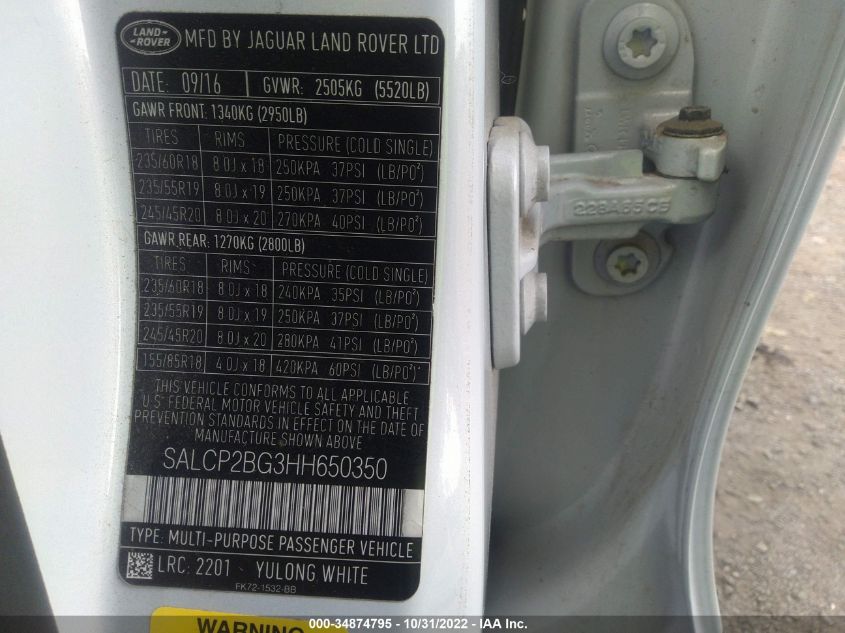 LAND ROVER
MFD BY JAGUAR LAND ROVER LTD
DATE: 09/16 GVWR: 2505KG (5520LB)
GAWR FRONT: 1340KG (2950LB)
TIRES RIMS PRESSURE (COLD SINGLE)
235/60R18 8.0J x 18 250KPA 37PSI (LB/PO²)
235/55R19 8.0J x 19 250KPA 37PSI (LB/PO²)
245/45R20 8.0J x 20 270KPA 40PSI (LB/PO²)
GAWR REAR: 1270KG (2800LB)
TIRES RIMS PRESSURE (COLD SINGLE)
235/60R18 8.0J x 18 240KPA 35PSI (LB/PO²)
235/55R19 8.0J x 19 250KPA 37PSI (LB/PO²)
245/45R20 8.0J x 20 280KPA 41PSI (LB/PO²)
155/85R18 4.0J x 18 420KPA 60PSI (LB/PO²)*
THIS VEHICLE CONFORMS TO ALL APPLICABLE
U.S FEDERAL MOTOR VEHICLE SAFETY AND THEFT
PREVENTION STANDARDS IN EFFECT ON THE DATE OF
MANUFACTURE SHOWN ABOVE
SALCP2BG3HH650350
TYPE: MULTI-PURPOSE PASSENGER VEHICLE
LRC: 2201 YULONG WHITE
FK72-1532-BB
WARNING
000-34874795 - 10/31/2022 - IAA Inc.